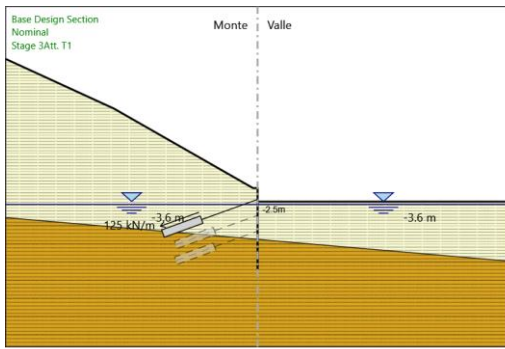 Base Design Section
Nominal
Stage 3Att. T1
Monte Valle
-2.5m
-3.6 m
-3.6 m
125 kN/m